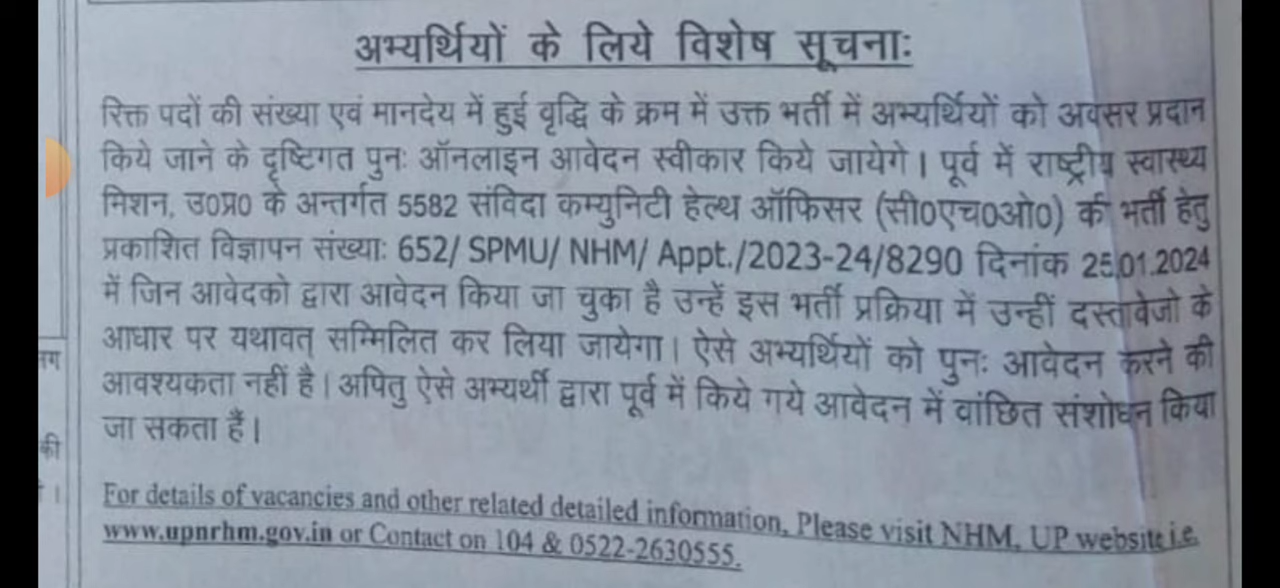 अभ्यर्थियों के लिये विशेष सूचनाः
रिक्त पदों की संख्या एवं मानदेय में हुई वृद्धि के क्रम में उक्त भर्ती में अभ्यर्थियों को अवसर प्रदान
किये जाने के दृष्टिगत पुनः ऑनलाइन आवेदन स्वीकार किये जायेगे। पूर्व में राष्ट्रीय स्वास्थ्य
मिशन, उ0प्र0 के अन्तर्गत 5582 संविदा कम्युनिटी हेल्थ ऑफिसर (सी0एच0ओ0) की भर्ती हेतु
प्रकाशित विज्ञापन संख्याः 652/ SPMU/ NHM/ Appt./2023-24/8290 दिनांक 25.01.2024
में जिन आवेदको द्वारा आवेदन किया जा चुका है उन्हें इस भर्ती प्रक्रिया में उन्हीं दस्तावेजो के
आधार पर यथावत् सम्मिलित कर लिया जायेगा। ऐसे अभ्यर्थियों को पुनः आवेदन करने की
आवश्यकता नहीं है। अपितु ऐसे अभ्यर्थी द्वारा पूर्व में किये गये आवेदन में वांछित संशोधन किया
जा सकता है।
For details of vacancies and other related detailed information, Please visit NHM, UP website i.e.
www.upnrhm.gov.in or Contact on 104 & 0522-2630555.
की